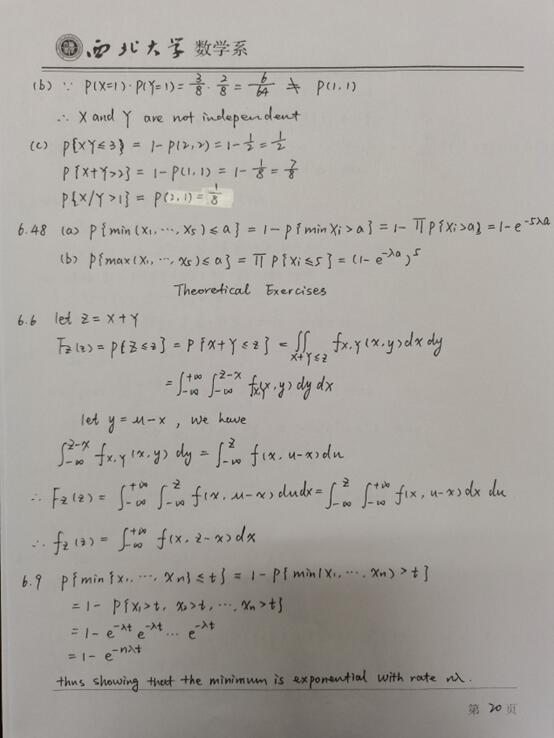 西北大学 数学系
(b) ∵ P(X=1)·P(Y=1) = 3/8 · 2/8 = 6/64 ≠ P(1,1)
∴ X and Y are not independent
(c) P{XY≤3} = 1-P(2,2) = 1-1/2 = 1/2
P{X+Y>2} = 1-P(1,1) = 1-1/8 = 7/8
P{X/Y>1} = P(2,1) = 1/8
6.48 (a) P{min(x₁,⋯,x₅)≤a} = 1-P{min Xi>a} = 1-∏P{Xi>a} = 1-e^{-5λa}
(b) P{max(x₁,⋯,x₅)≤a} = ∏P{Xi≤5} = (1-e^{-λa})^5
Theoretical Exercises
6.6 let z = X+Y
F_z(z) = P{Z≤z} = P{X+Y≤z} = ∬_{X+Y≤z} f_{X,Y}(x,y)dxdy
= ∫_{-∞}^{+∞} ∫_{-∞}^{z-x} f_{X,Y}(x,y)dydx
let y = u-x, we have
∫_{-∞}^{z-x} f_{X,Y}(x,y)dy = ∫_{-∞}^{z} f(x,u-x)du
∴ F_z(z) = ∫_{-∞}^{+∞} ∫_{-∞}^{z} f(x,u-x)dudx = ∫_{-∞}^{z} ∫_{-∞}^{+∞} f(x,u-x)dx du
∴ f_z(z) = ∫_{-∞}^{+∞} f(x,z-x)dx
6.9 P{min{x₁,⋯,xn}≤t} = 1-P{min(x₁,⋯,xn)>t}
= 1-P{x₁>t, x₂>t,⋯,xn>t}
= 1-e^{-λt} e^{-λt} ⋯ e^{-λt}
= 1-e^{-nλt}
thus showing that the minimum is exponential with rate nλ.
第 20 页